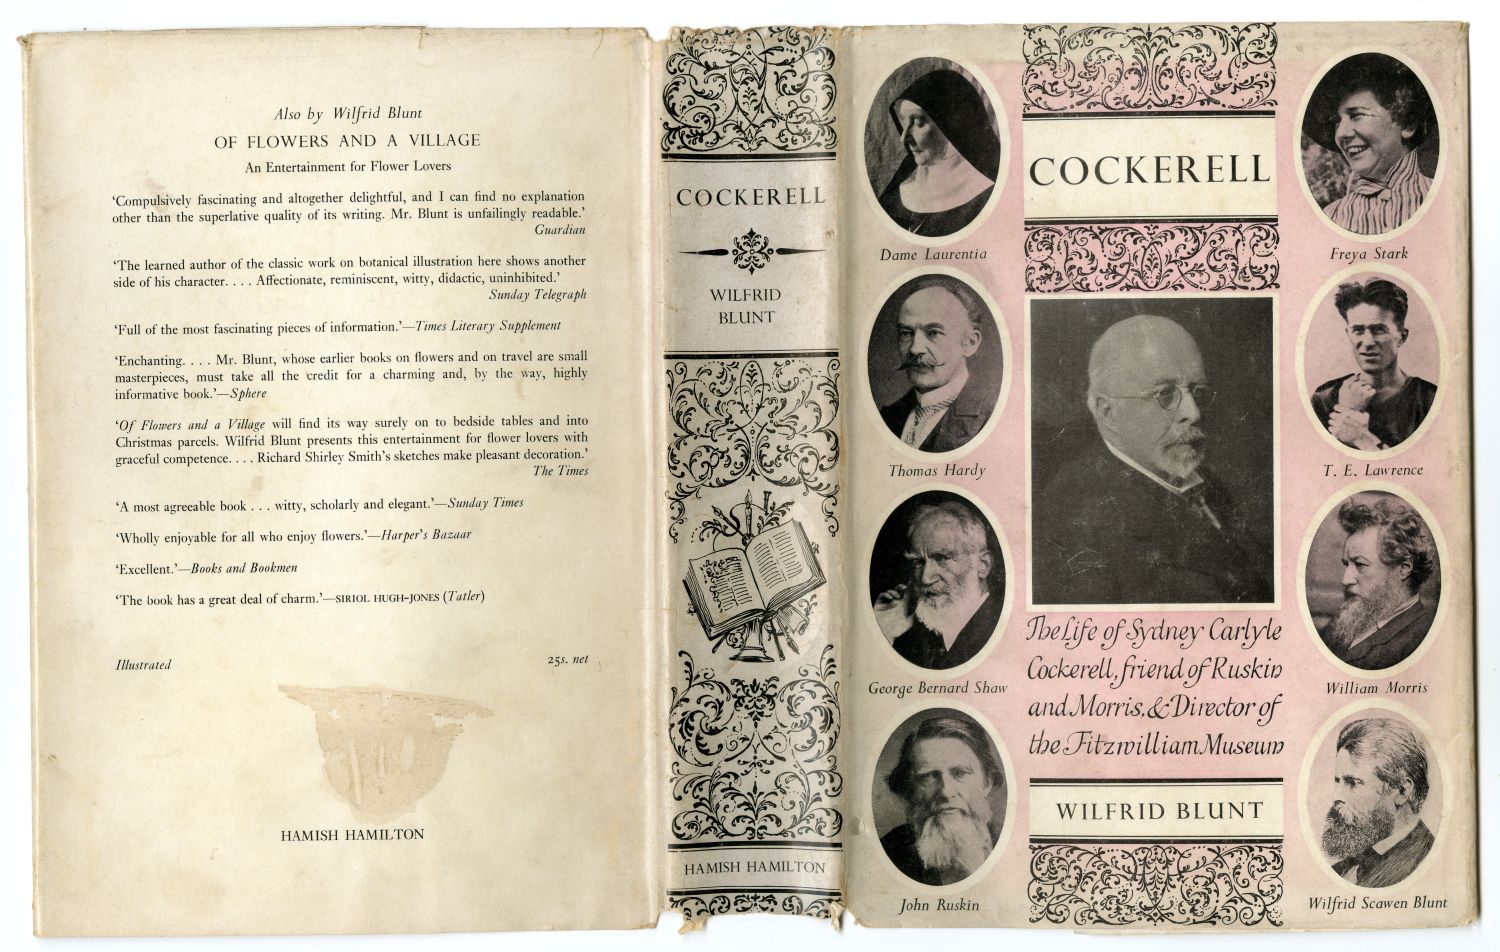 Also by Wilfrid Blunt
OF FLOWERS AND A VILLAGE
An Entertainment for Flower Lovers
‘Compulsively fascinating and altogether delightful, and I can find no explanation
other than the superlative quality of its writing. Mr. Blunt is unfailingly readable.’
Guardian
‘The learned author of the classic work on botanical illustration here shows another
side of his character. . . . Affectionate, reminiscent, witty, didactic, uninhibited.’
Sunday Telegraph
‘Full of the most fascinating pieces of information.’—Times Literary Supplement
‘Enchanting. . . . Mr. Blunt, whose earlier books on flowers and on travel are small
masterpieces, must take all the credit for a charming and, by the way, highly
informative book.’—Sphere
‘Of Flowers and a Village will find its way surely on to bedside tables and into
Christmas parcels. Wilfrid Blunt presents this entertainment for flower lovers with
graceful competence. . . . Richard Shirley Smith’s sketches make pleasant decoration.’
The Times
‘A most agreeable book . . . witty, scholarly and elegant.’—Sunday Times
‘Wholly enjoyable for all who enjoy flowers.’—Harper’s Bazaar
‘Excellent.’—Books and Bookmen
‘The book has a great deal of charm.’—SIRIOL HUGH-JONES (Tatler)
Illustrated
25s. net
HAMISH HAMILTON
COCKERELL
WILFRID
BLUNT
HAMISH HAMILTON
COCKERELL
Dame Laurentia
Freya Stark
Thomas Hardy
T. E. Lawrence
George Bernard Shaw
William Morris
John Ruskin
Wilfrid Scawen Blunt
The Life of Sydney Carlyle
Cockerell, friend of Ruskin
and Morris, & Director of
the Fitzwilliam Museum
WILFRID BLUNT